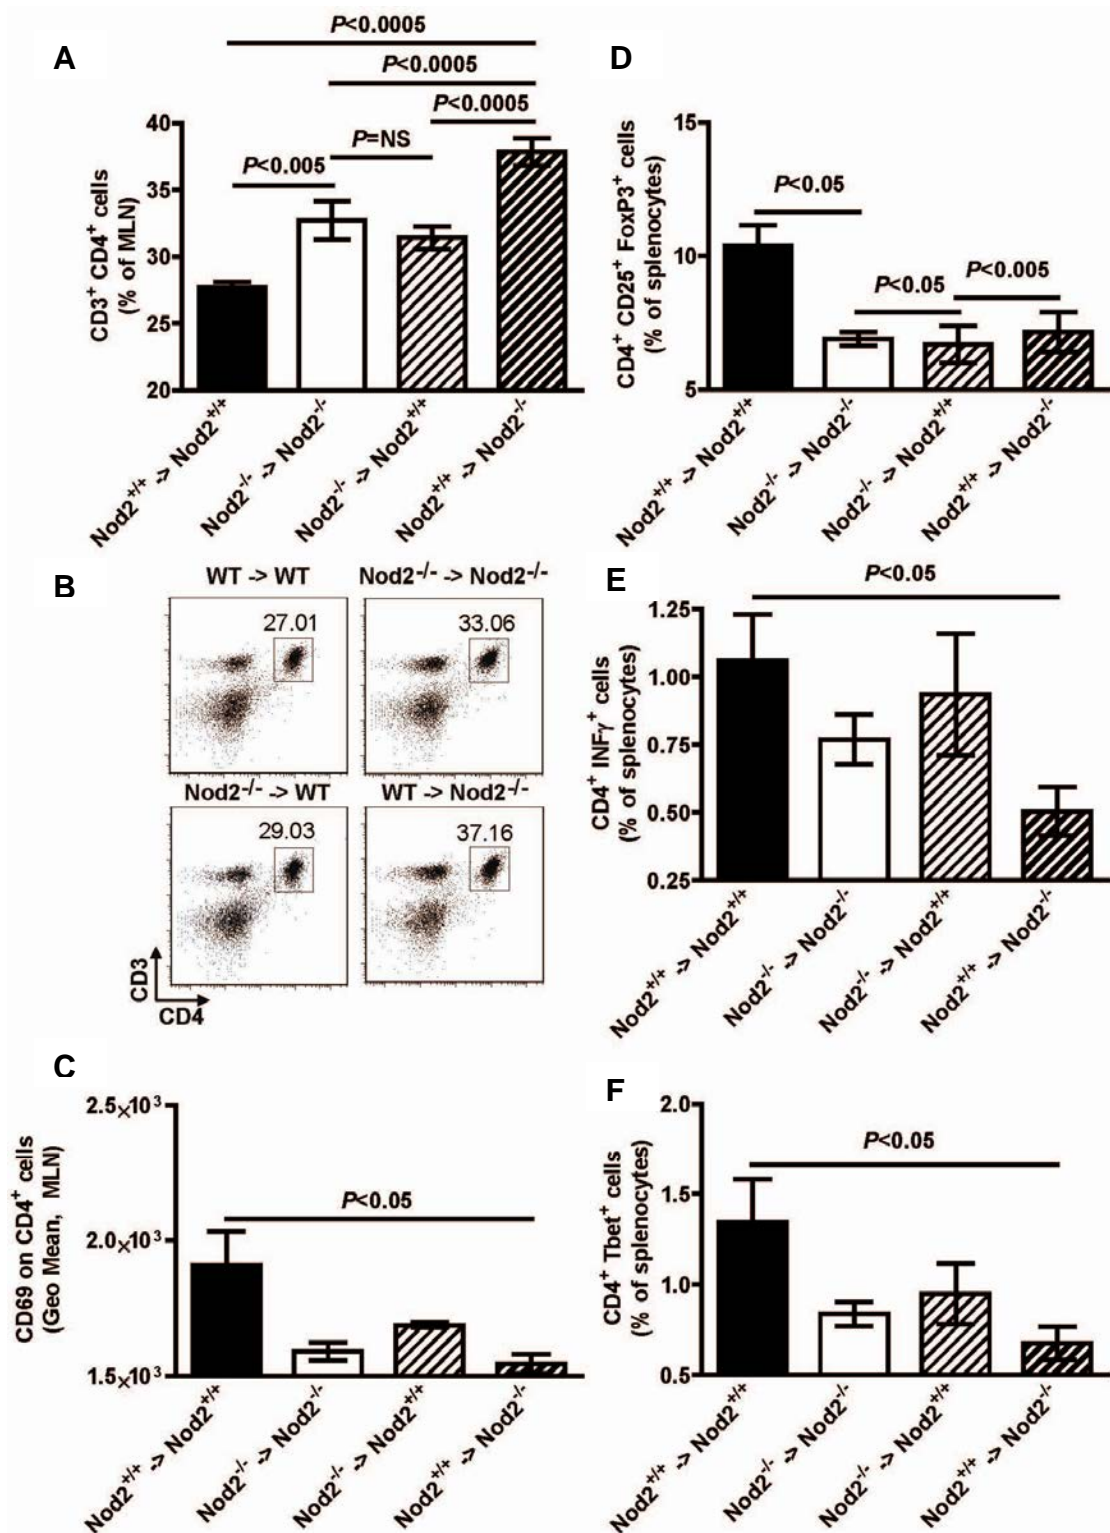 A
P<0.0005
P<0.0005
P<0.0005
P=NS
P<0.005
CD3⁺ CD4⁺ cells
(% of MLN)
40
35
30
25
20
Nod2⁺/⁺ -> Nod2⁺/⁺
Nod2⁻/⁻ -> Nod2⁻/⁻
Nod2⁻/⁻ -> Nod2⁺/⁺
Nod2⁺/⁺ -> Nod2⁻/⁻
B
WT -> WT
Nod2⁻/⁻ -> Nod2⁻/⁻
27.01
33.06
Nod2⁻/⁻ -> WT
WT -> Nod2⁻/⁻
29.03
37.16
CD3
CD4
C
CD69 on CD4⁺ cells
(Geo Mean, MLN)
2.5×10³
2.0×10³
1.5×10³
P<0.05
Nod2⁺/⁺ -> Nod2⁺/⁺
Nod2⁻/⁻ -> Nod2⁻/⁻
Nod2⁻/⁻ -> Nod2⁺/⁺
Nod2⁺/⁺ -> Nod2⁻/⁻
D
CD4⁺ CD25⁺ FoxP3⁺ cells
(% of splenocytes)
15
10
5
P<0.05
P<0.05
P<0.005
Nod2⁺/⁺ -> Nod2⁺/⁺
Nod2⁻/⁻ -> Nod2⁻/⁻
Nod2⁻/⁻ -> Nod2⁺/⁺
Nod2⁺/⁺ -> Nod2⁻/⁻
E
CD4⁺ INFγ⁺ cells
(% of splenocytes)
1.25
1.00
0.75
0.50
0.25
P<0.05
Nod2⁺/⁺ -> Nod2⁺/⁺
Nod2⁻/⁻ -> Nod2⁻/⁻
Nod2⁻/⁻ -> Nod2⁺/⁺
Nod2⁺/⁺ -> Nod2⁻/⁻
F
CD4⁺ Tbet⁺ cells
(% of splenocytes)
2.0
1.5
1.0
0.5
P<0.05
Nod2⁺/⁺ -> Nod2⁺/⁺
Nod2⁻/⁻ -> Nod2⁻/⁻
Nod2⁻/⁻ -> Nod2⁺/⁺
Nod2⁺/⁺ -> Nod2⁻/⁻